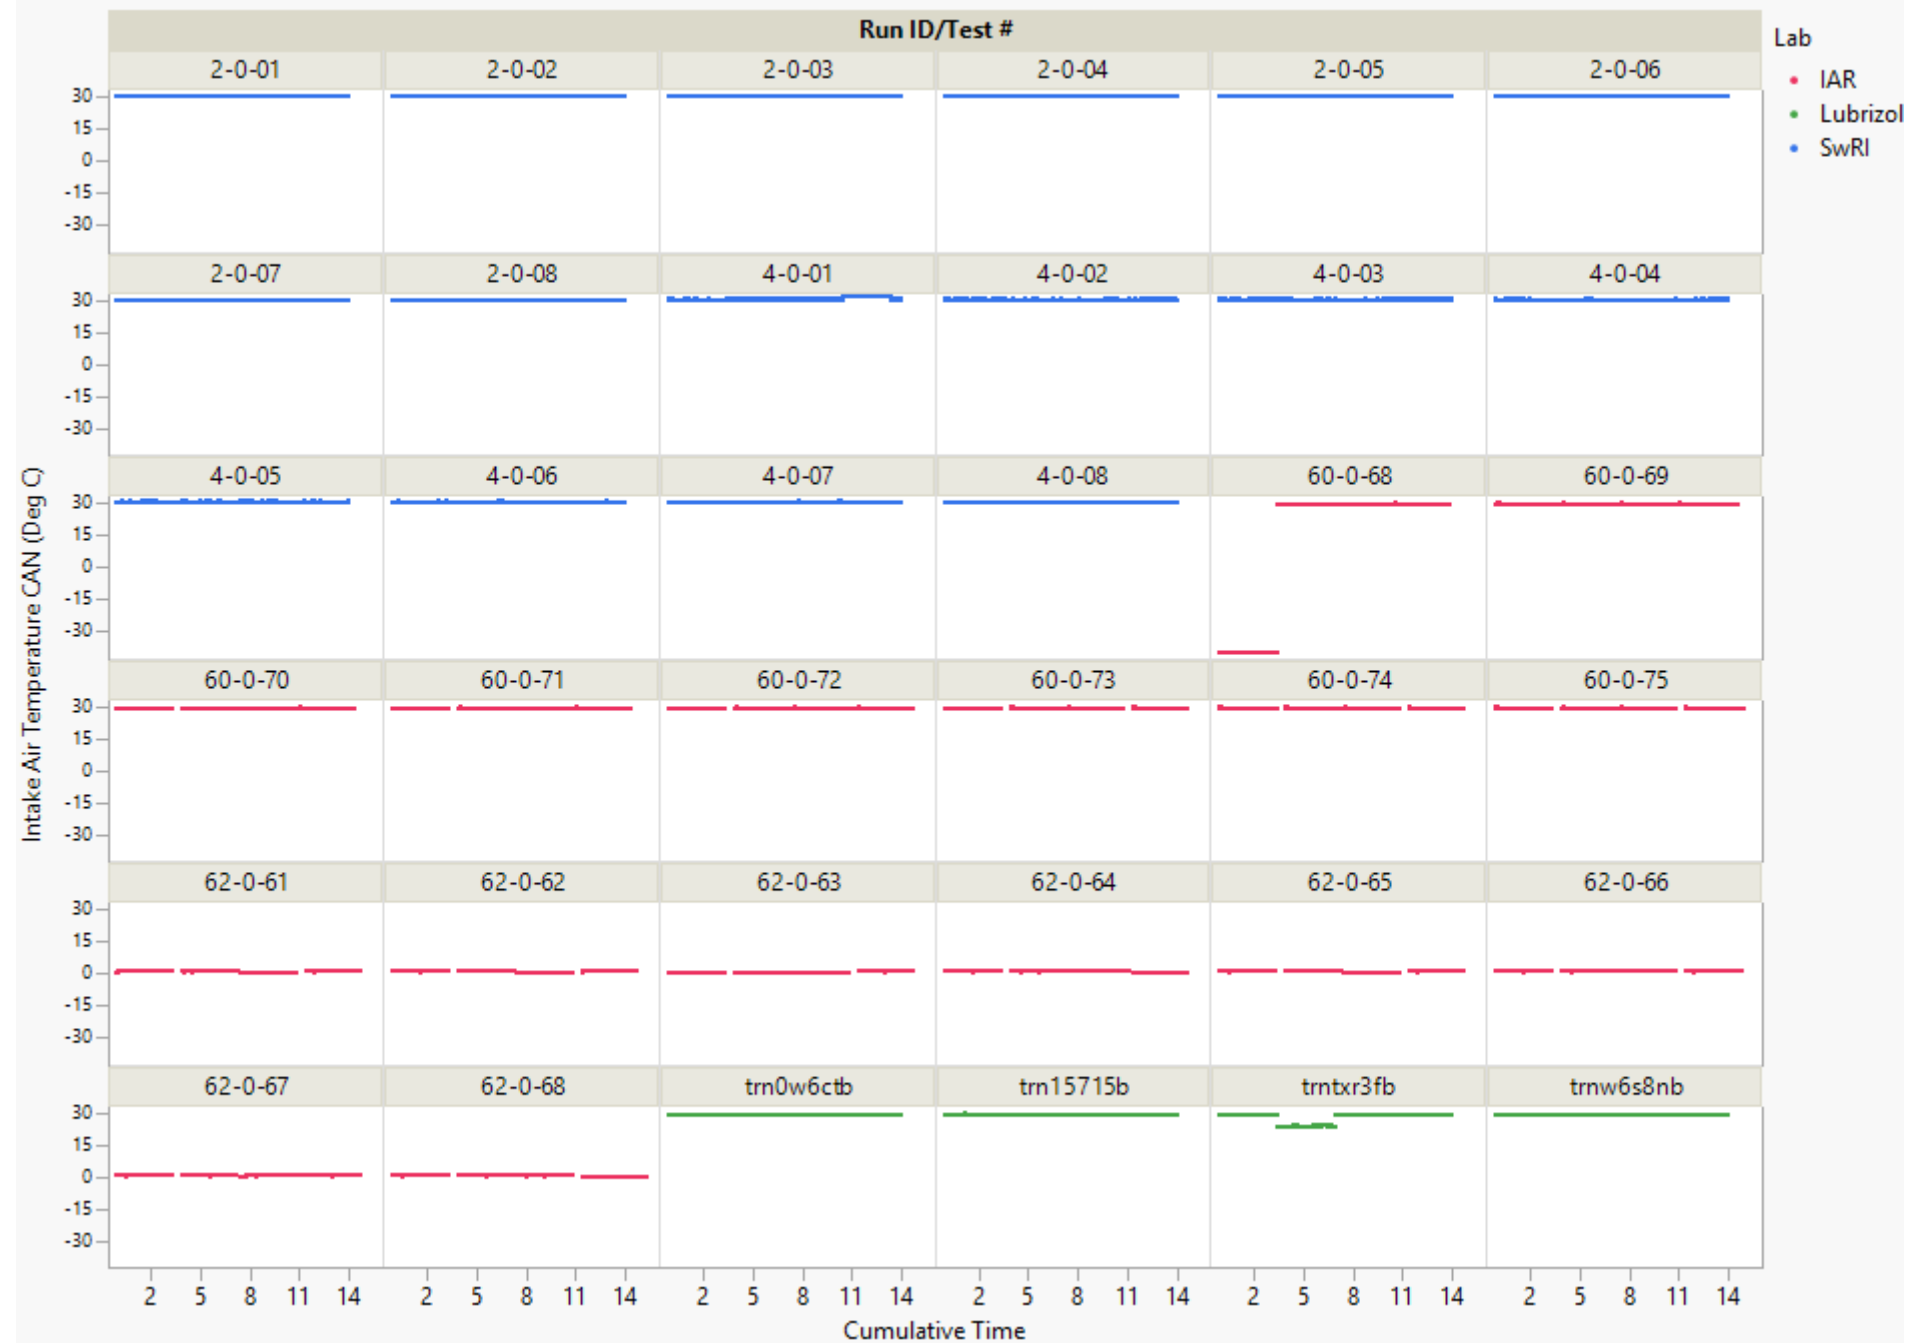 Run ID/Test #
Lab
IAR
Lubrizol
SwRI
2-0-01 2-0-02 2-0-03 2-0-04 2-0-05 2-0-06
30
15
0
-15
-30
2-0-07 2-0-08 4-0-01 4-0-02 4-0-03 4-0-04
30
15
0
-15
-30
4-0-05 4-0-06 4-0-07 4-0-08 60-0-68 60-0-69
30
15
0
-15
-30
Intake Air Temperature CAN (Deg C)
60-0-70 60-0-71 60-0-72 60-0-73 60-0-74 60-0-75
30
15
0
-15
-30
62-0-61 62-0-62 62-0-63 62-0-64 62-0-65 62-0-66
30
15
0
-15
-30
62-0-67 62-0-68 trn0w6ctb trn15715b trntxr3fb trnw6s8nb
30
15
0
-15
-30
2 5 8 11 14 2 5 8 11 14 2 5 8 11 14 2 5 8 11 14 2 5 8 11 14 2 5 8 11 14
Cumulative Time